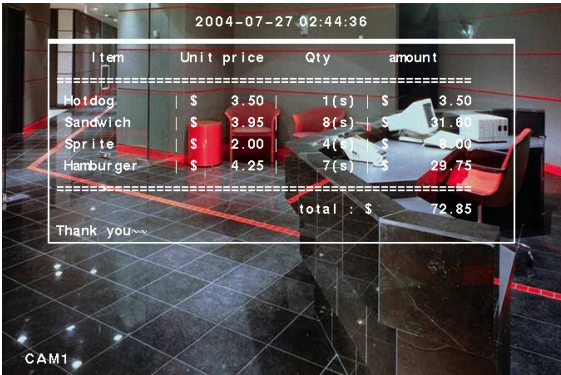 2004-07-27 02:44:36
Item Unit price Qty amount
================================================
Hotdog | $ 3.50 | 1(s) | $ 3.50
Sandwich | $ 3.95 | 8(s) | $ 31.60
Sprite | $ 2.00 | 4(s) | $ 8.00
Hamburger | $ 4.25 | 7(s) | $ 29.75
================================================
total : $ 72.85
Thank you~~
CAM1